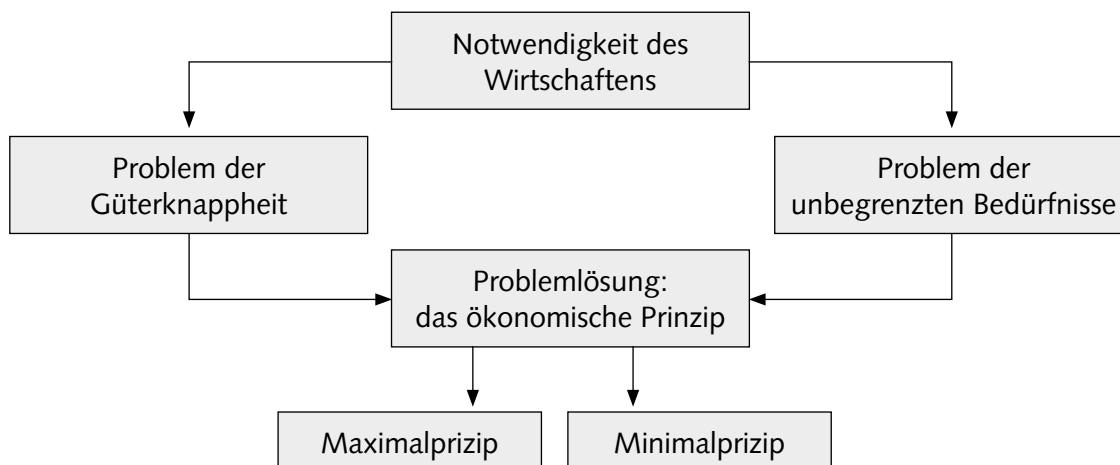 Notwendigkeit des
Wirtschaftens
Problem der
Güterknappheit
Problem der
unbegrenzten Bedürfnisse
Problemlösung:
das ökonomische Prinzip
Maximalprizip
Minimalprizip